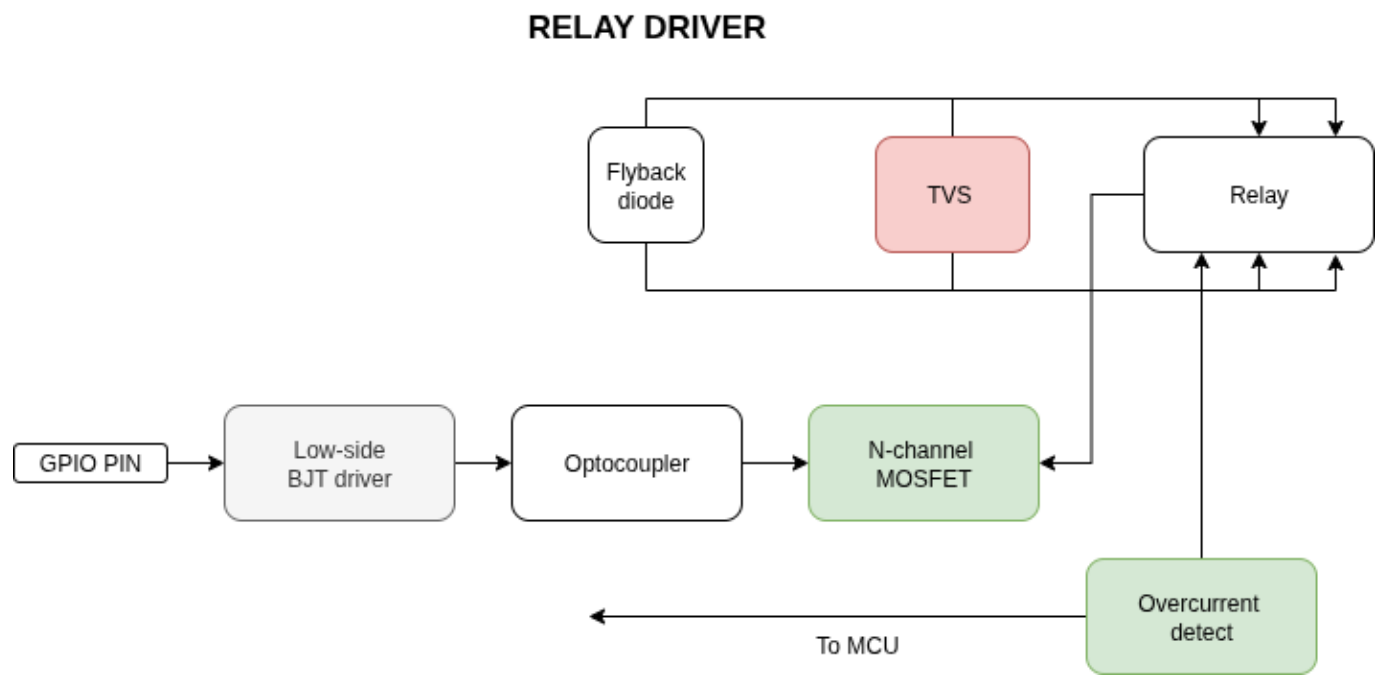 RELAY DRIVER
Flyback
diode
TVS
Relay
GPIO PIN
Low-side
BJT driver
Optocoupler
N-channel
MOSFET
Overcurrent
detect
To MCU